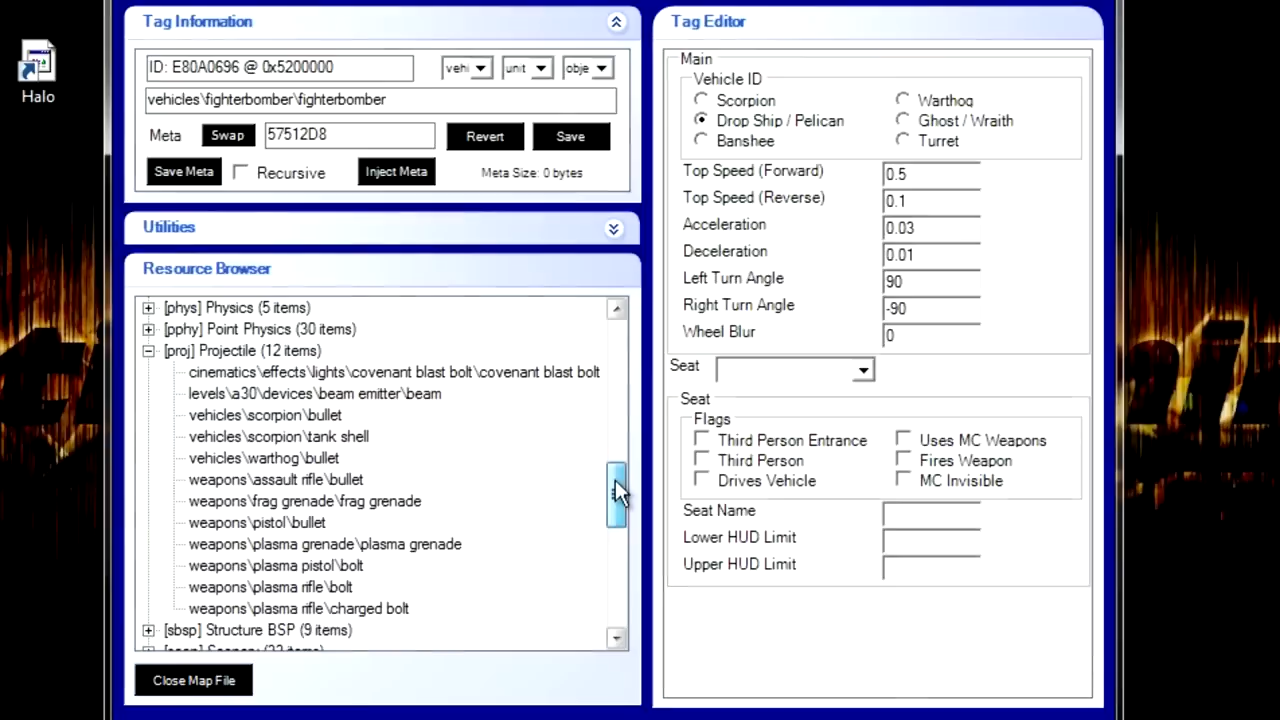 Halo
Tag Information
ID: E80A0696 @ 0x5200000
vehi
unit
obje
vehicles\fighterbomber\fighterbomber
Meta
Swap
57512D8
Revert
Save
Save Meta
Recursive
Inject Meta
Meta Size: 0 bytes
Utilities
Resource Browser
[phys] Physics (5 items)
[pphy] Point Physics (30 items)
[proj] Projectile (12 items)
cinematics\effects\lights\covenant blast bolt\covenant blast bolt
levels\a30\devices\beam emitter\beam
vehicles\scorpion\bullet
vehicles\scorpion\tank shell
vehicles\warthog\bullet
weapons\assault rifle\bullet
weapons\frag grenade\frag grenade
weapons\pistol\bullet
weapons\plasma grenade\plasma grenade
weapons\plasma pistol\bolt
weapons\plasma rifle\bolt
weapons\plasma rifle\charged bolt
[sbsp] Structure BSP (9 items)
Close Map File
Tag Editor
Main
Vehicle ID
Scorpion
Warthog
Drop Ship / Pelican
Ghost / Wraith
Banshee
Turret
Top Speed (Forward)
0.5
Top Speed (Reverse)
0.1
Acceleration
0.03
Deceleration
0.01
Left Turn Angle
90
Right Turn Angle
-90
Wheel Blur
0
Seat
Seat
Flags
Third Person Entrance
Uses MC Weapons
Third Person
Fires Weapon
Drives Vehicle
MC Invisible
Seat Name
Lower HUD Limit
Upper HUD Limit